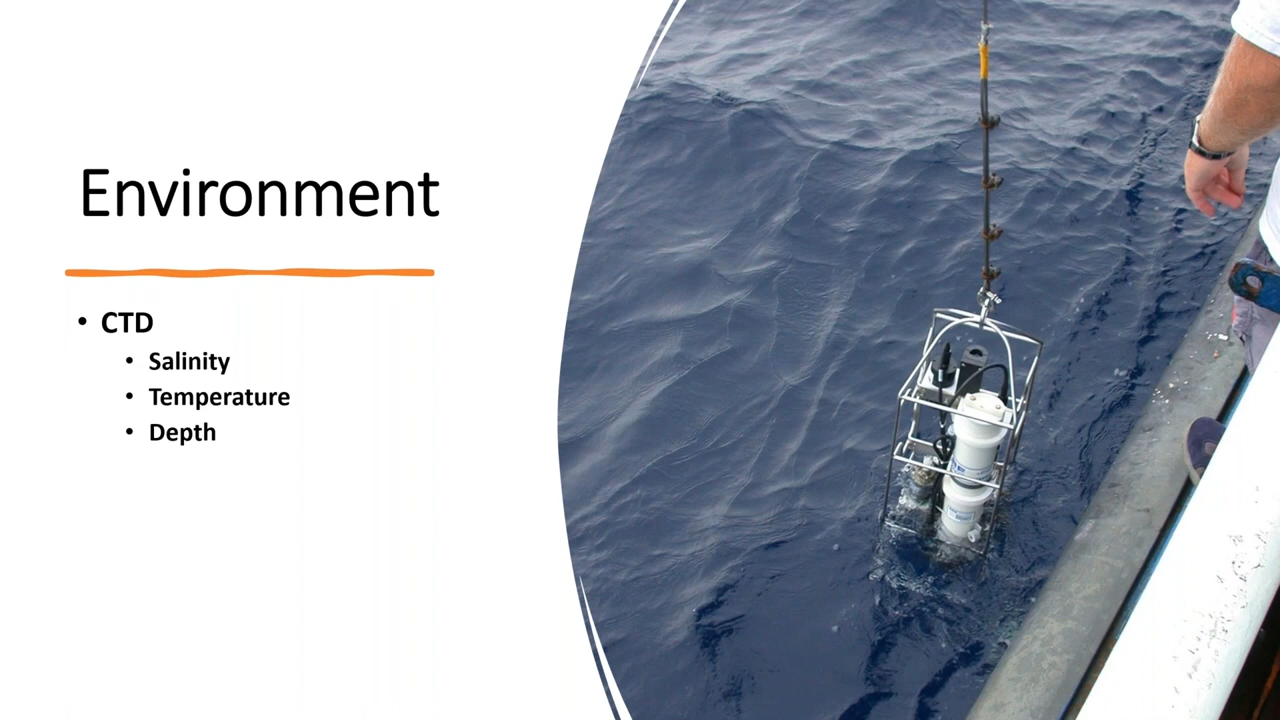 Environment
• CTD
• Salinity
• Temperature
• Depth